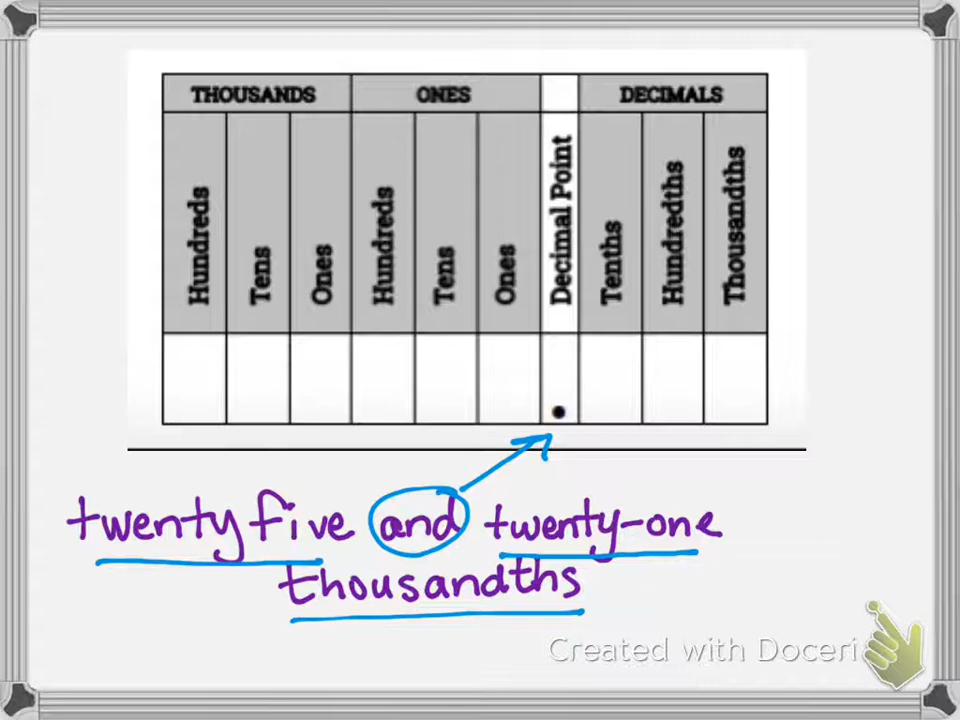 THOUSANDS ONES DECIMALS
Hundreds Tens Ones Hundreds Tens Ones Decimal Point Tenths Hundredths Thousandths
.
twenty five and twenty-one
thousandths
Created with Doceri